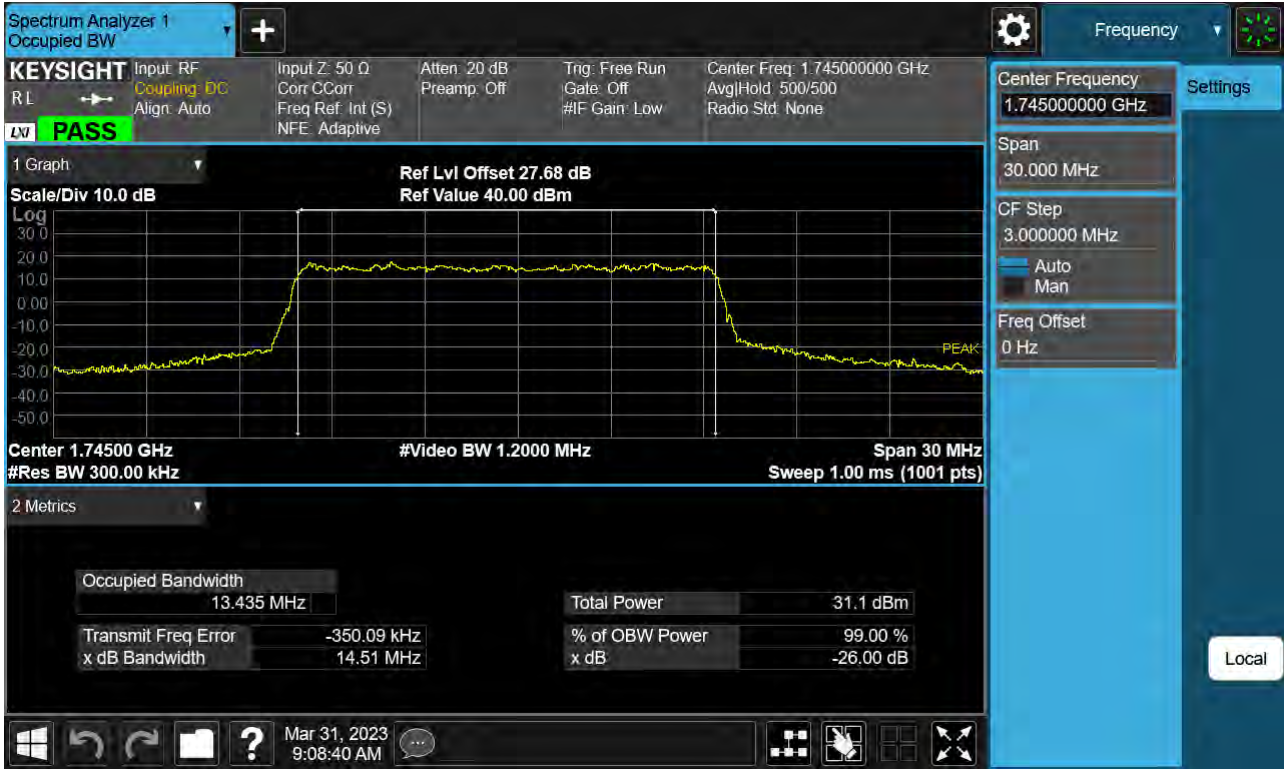 Spectrum Analyzer 1
Occupied BW
Frequency
KEYSIGHT
RL
LXI
PASS
Input: RF
Coupling: DC
Align: Auto
Input Z: 50 Ω
Corr CCorr
Freq Ref: Int (S)
NFE: Adaptive
Atten: 20 dB
Preamp: Off
Trig: Free Run
Gate: Off
#IF Gain: Low
Center Freq: 1.745000000 GHz
Avg|Hold: 500/500
Radio Std: None
Center Frequency
1.745000000 GHz
Settings
Span
30.000 MHz
CF Step
3.000000 MHz
Auto
Man
Freq Offset
0 Hz
Local
1 Graph
Scale/Div 10.0 dB
Ref Lvl Offset 27.68 dB
Ref Value 40.00 dBm
Log
30.0
20.0
10.0
0.00
-10.0
-20.0
-30.0
-40.0
-50.0
PEAK
Center 1.74500 GHz
#Video BW 1.2000 MHz
Span 30 MHz
#Res BW 300.00 kHz
Sweep 1.00 ms (1001 pts)
2 Metrics
Occupied Bandwidth
13.435 MHz
Total Power 31.1 dBm
Transmit Freq Error -350.09 kHz
% of OBW Power 99.00 %
x dB Bandwidth 14.51 MHz
x dB -26.00 dB
Mar 31, 2023
9:08:40 AM